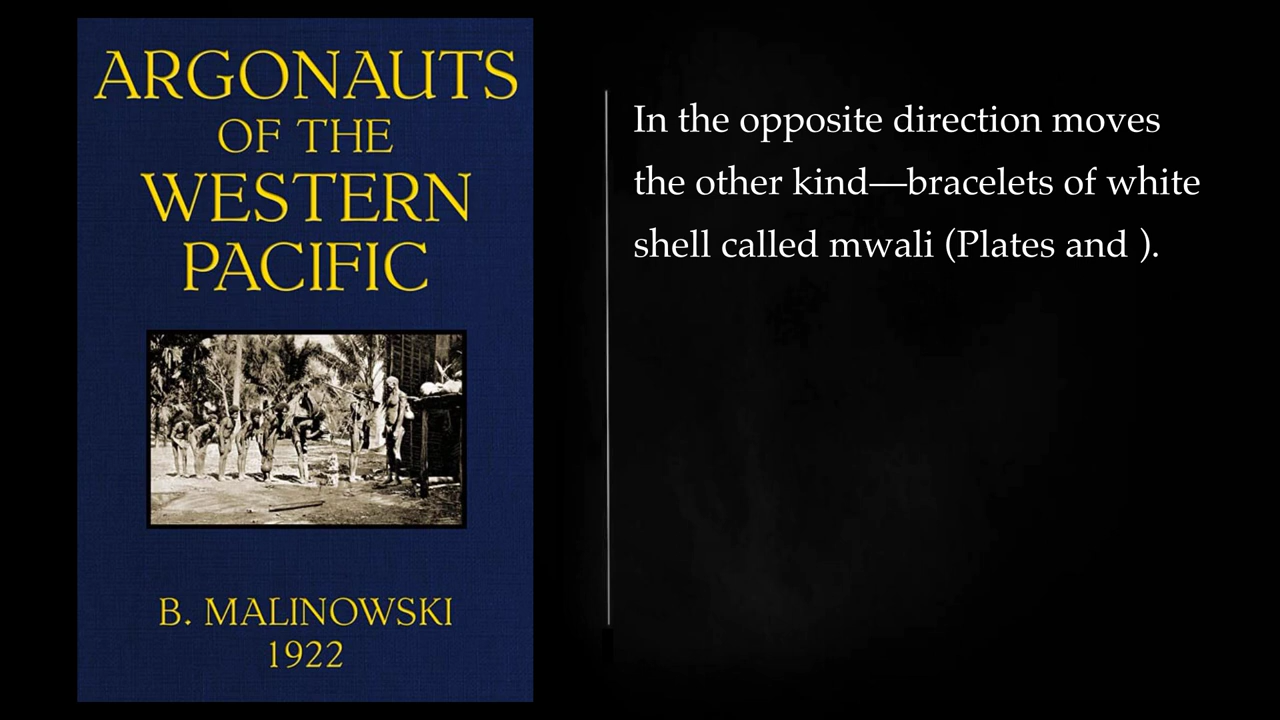 ARGONAUTS
OF THE
WESTERN
PACIFIC
B. MALINOWSKI
1922
In the opposite direction moves
the other kind—bracelets of white
shell called mwali (Plates and ).